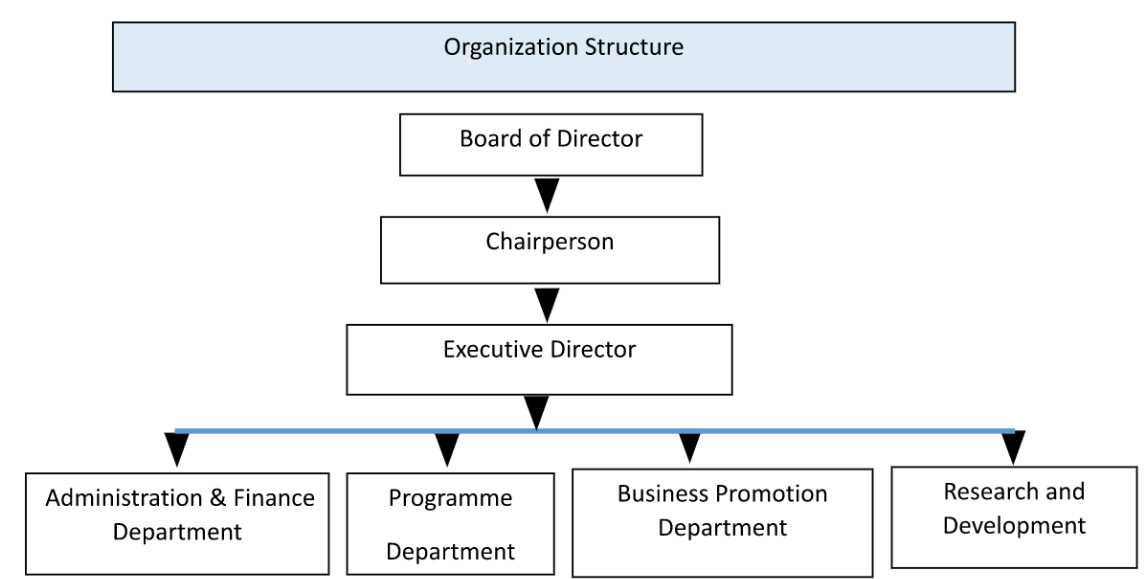 Organization Structure
Board of Director
Chairperson
Executive Director
Administration & Finance
Department
Programme
Department
Business Promotion
Department
Research and
Development